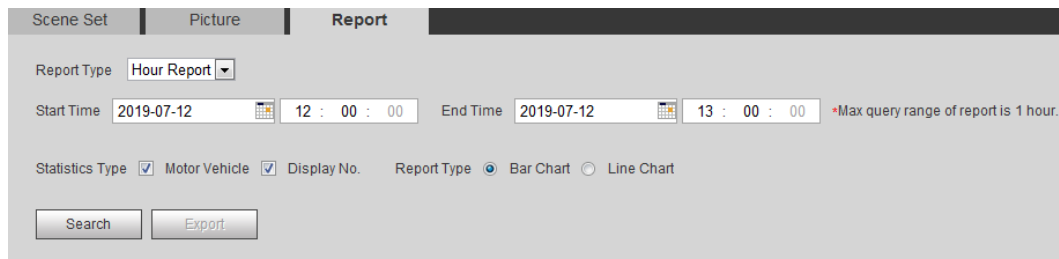 Scene Set Picture Report
Report Type Hour Report
Start Time 2019-07-12 12 : 00 : 00 End Time 2019-07-12 13 : 00 : 00 *Max query range of report is 1 hour.
Statistics Type Motor Vehicle Display No. Report Type Bar Chart Line Chart
Search Export